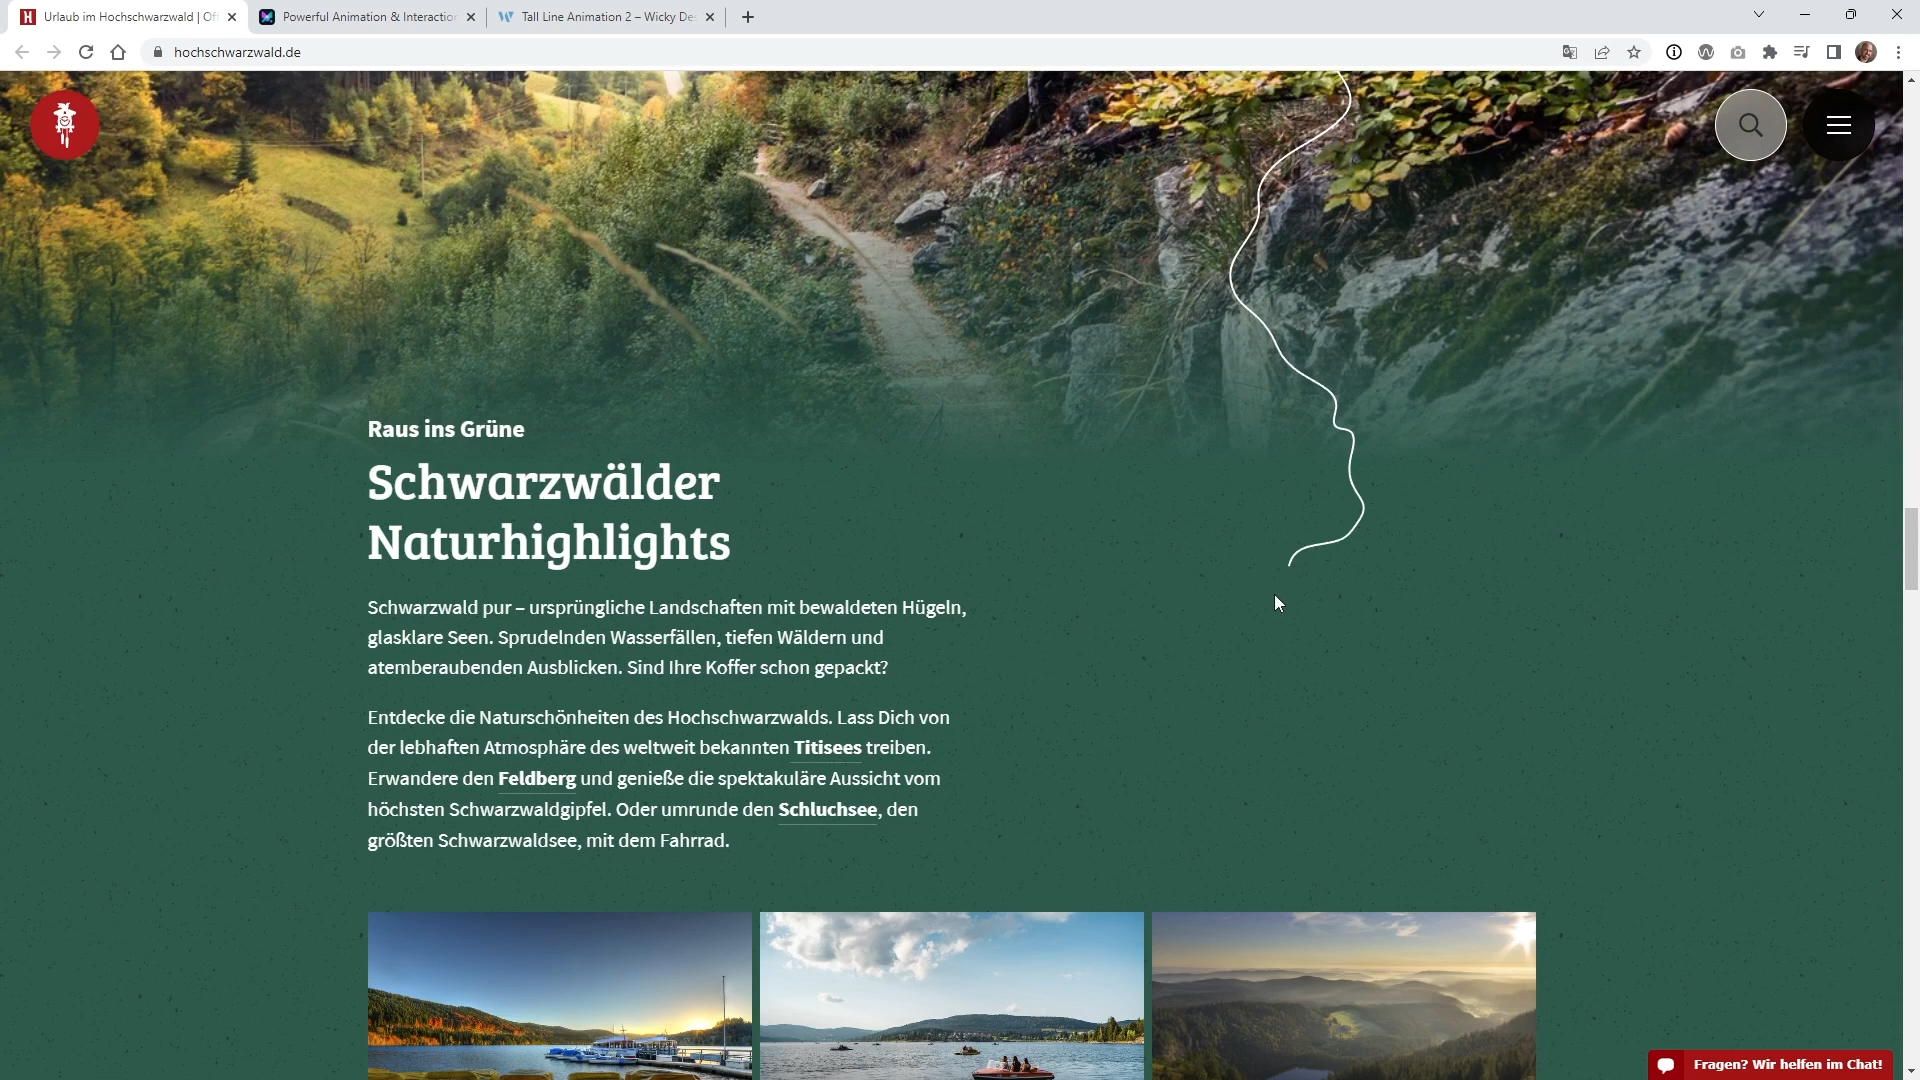 Urlaub im Hochschwarzwald | Of
Powerful Animation & Interaction
Tall Line Animation 2 – Wicky De
hochschwarzwald.de
Raus ins Grüne
Schwarzwälder
Naturhighlights
Schwarzwald pur – ursprüngliche Landschaften mit bewaldeten Hügeln,
glasklare Seen. Sprudelnden Wasserfällen, tiefen Wäldern und
atemberaubenden Ausblicken. Sind Ihre Koffer schon gepackt?
Entdecke die Naturschönheiten des Hochschwarzwalds. Lass Dich von
der lebhaften Atmosphäre des weltweit bekannten Titisees treiben.
Erwandere den Feldberg und genieße die spektakuläre Aussicht vom
höchsten Schwarzwaldgipfel. Oder umrunde den Schluchsee, den
größten Schwarzwaldsee, mit dem Fahrrad.
Fragen? Wir helfen im Chat!